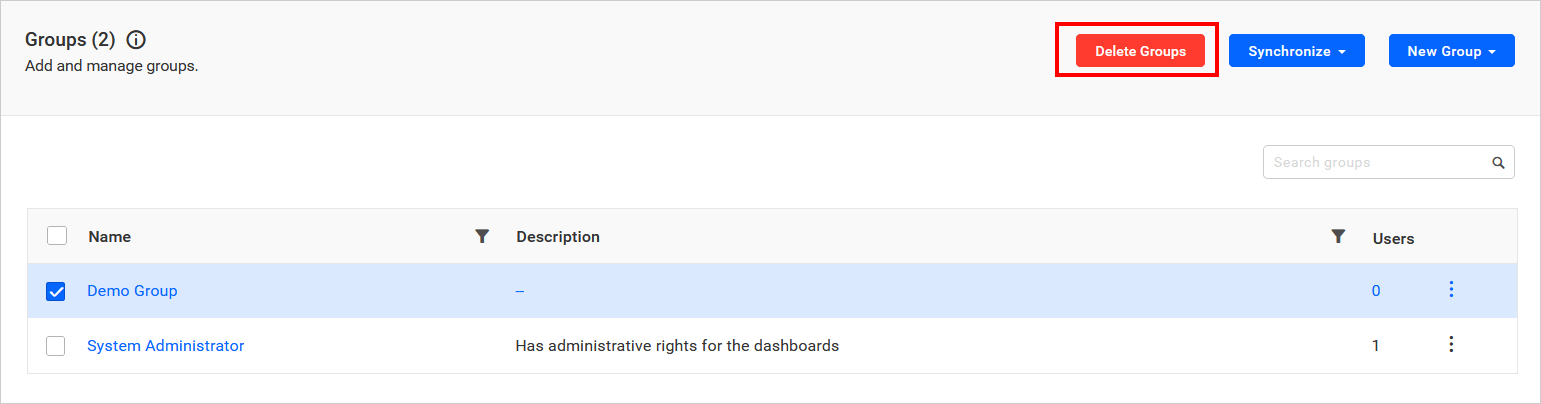 Groups (2)
Add and manage groups.
Delete Groups
Synchronize
New Group
Search groups
Name Description Users
Demo Group -- 0
System Administrator Has administrative rights for the dashboards 1